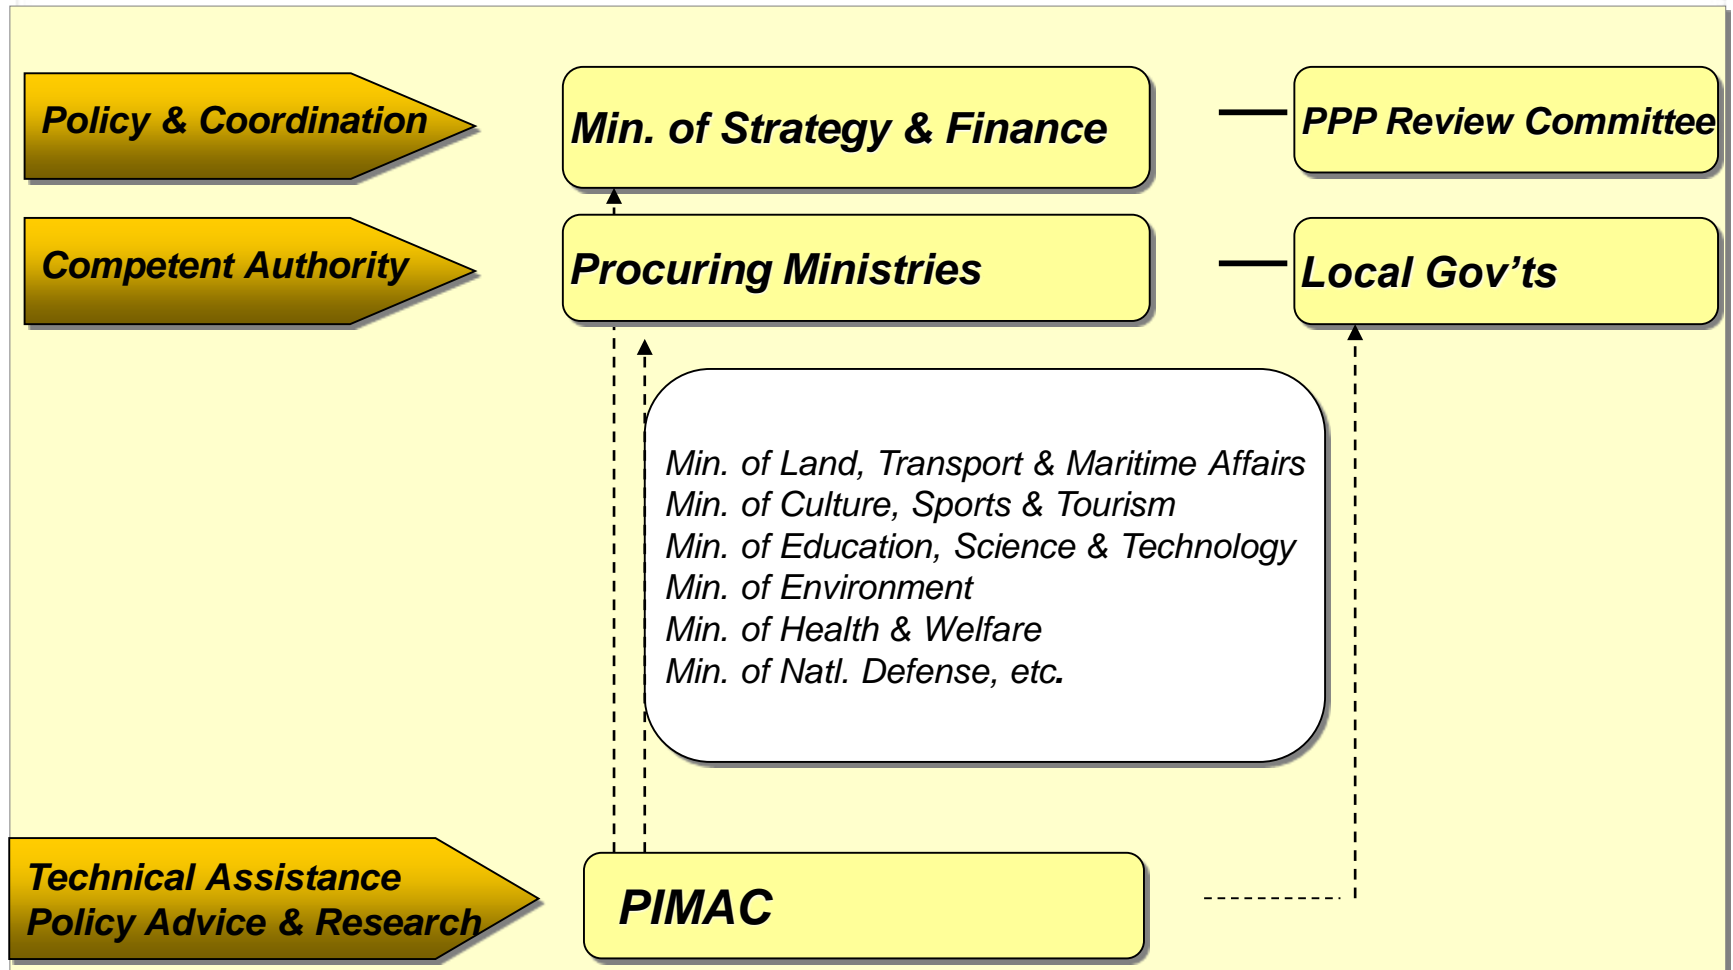 Policy & Coordination
Min. of Strategy & Finance
PPP Review Committee
Competent Authority
Procuring Ministries
Local Gov’ts
Min. of Land, Transport & Maritime Affairs
Min. of Culture, Sports & Tourism
Min. of Education, Science & Technology
Min. of Environment
Min. of Health & Welfare
Min. of Natl. Defense, etc.
Technical Assistance
Policy Advice & Research
PIMAC